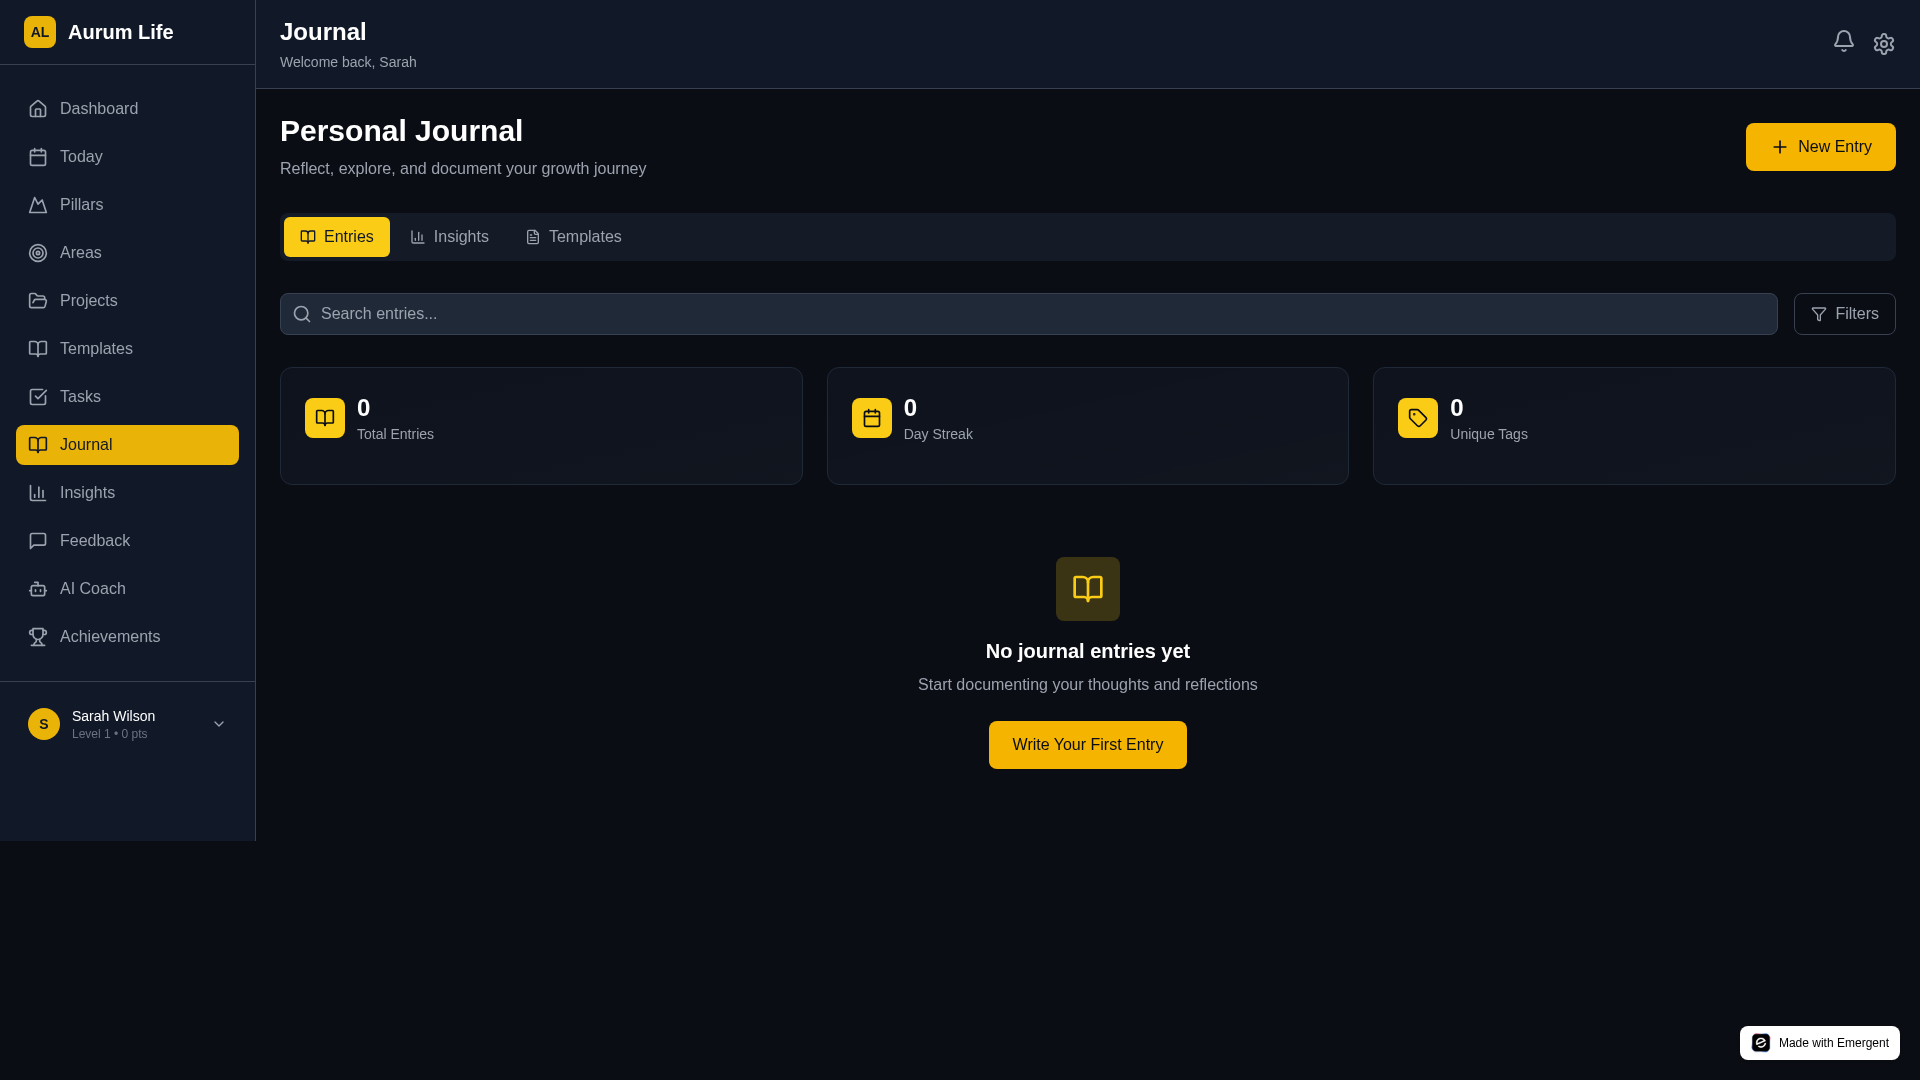 AL
Aurum Life
Dashboard
Today
Pillars
Areas
Projects
Templates
Tasks
Journal
Insights
Feedback
AI Coach
Achievements
S
Sarah Wilson
Level 1 • 0 pts
Journal
Welcome back, Sarah
Personal Journal
Reflect, explore, and document your growth journey
New Entry
Entries
Insights
Templates
Search entries...
Filters
0
Total Entries
0
Day Streak
0
Unique Tags
No journal entries yet
Start documenting your thoughts and reflections
Write Your First Entry
Made with Emergent